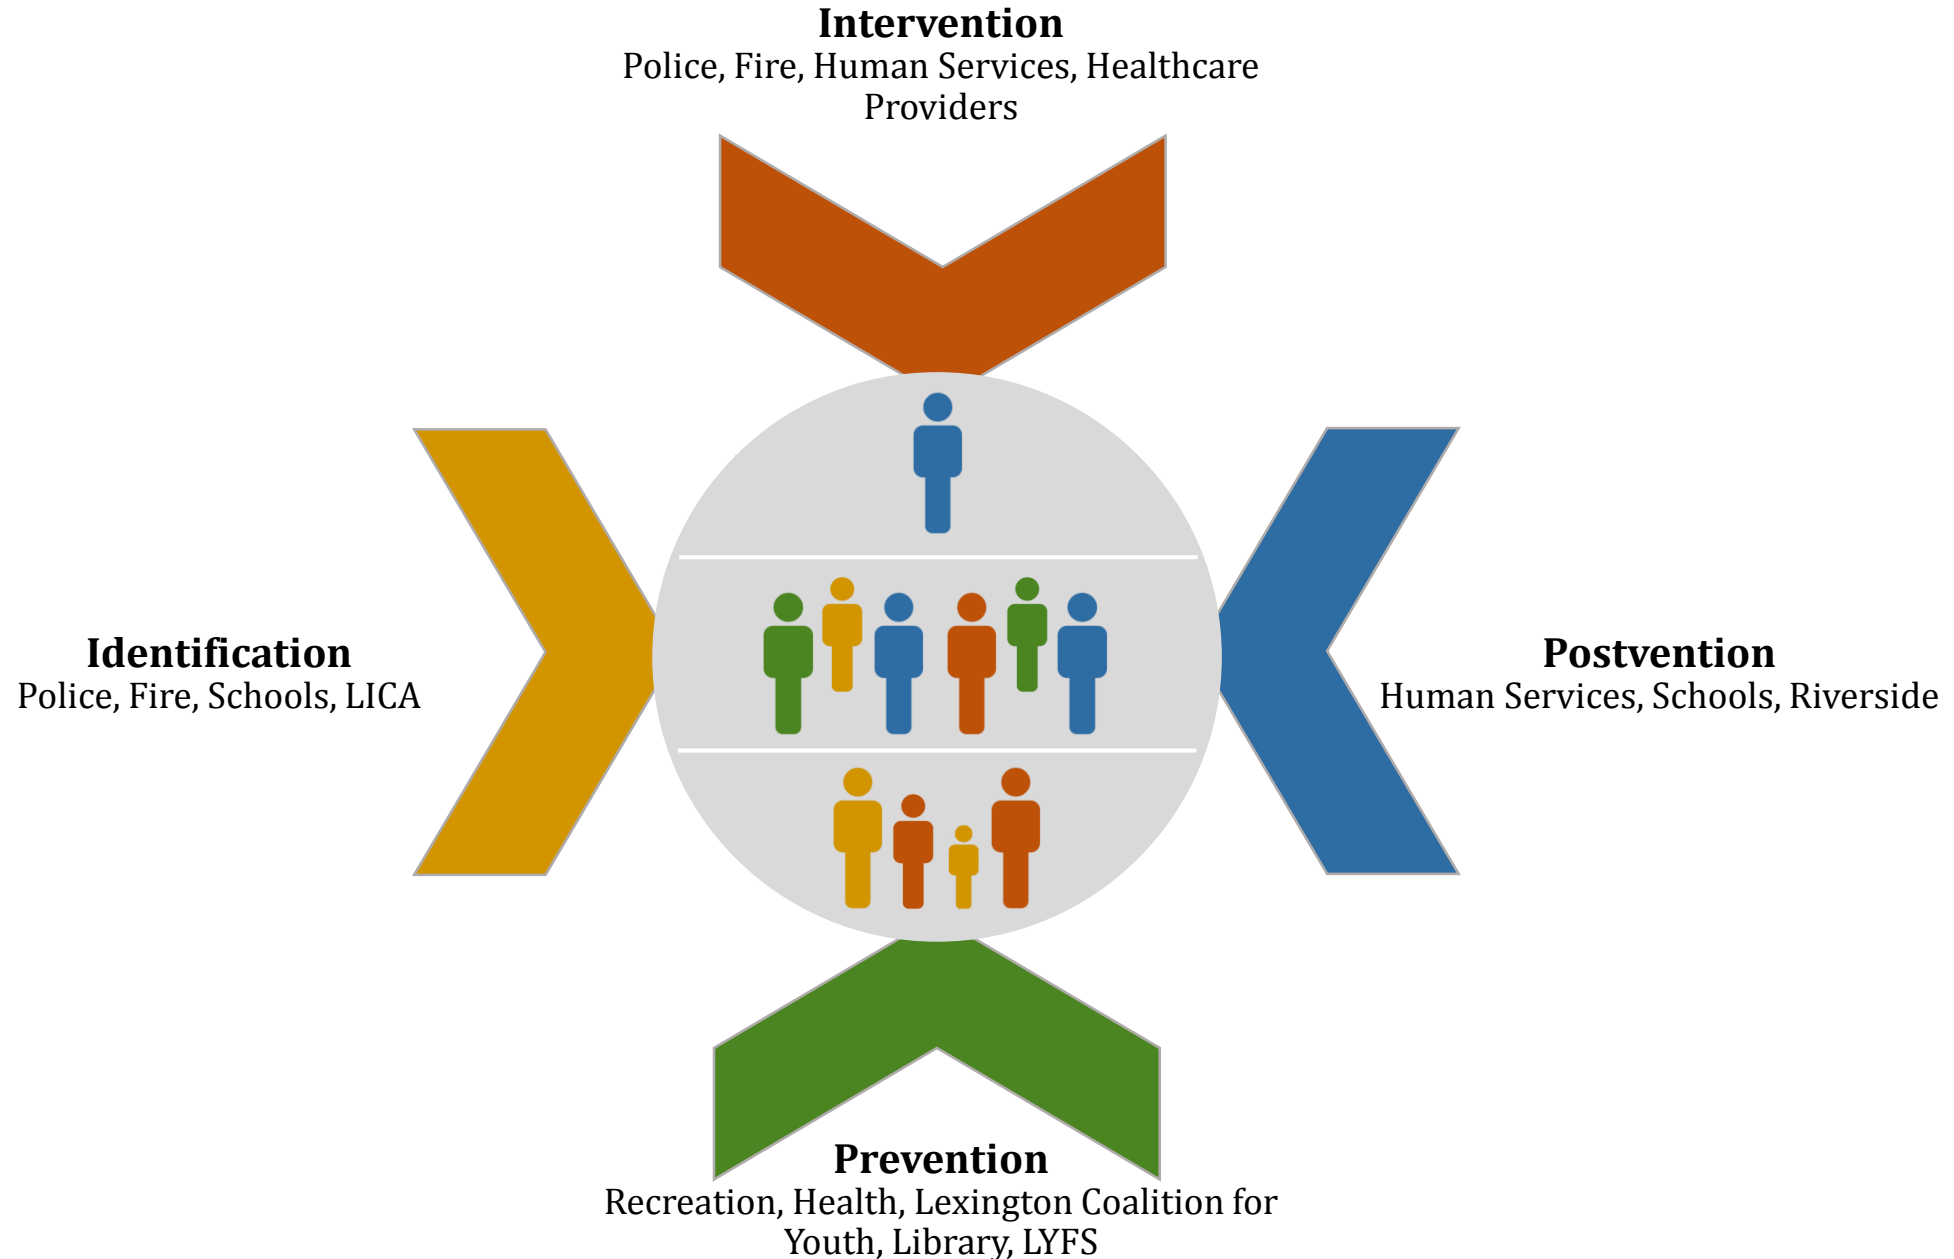 Intervention
Police, Fire, Human Services, Healthcare
Providers
Identification
Police, Fire, Schools, LICA
Postvention
Human Services, Schools, Riverside
Prevention
Recreation, Health, Lexington Coalition for
Youth, Library, LYFS